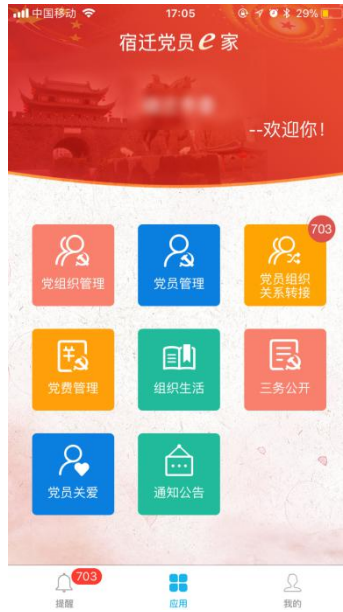 中国移动 17:05 29%
宿迁党员e家
--欢迎你!
703
党组织管理 党员管理 党员组织
关系转接
党费管理 组织生活 三务公开
党员关爱 通知公告
703
提醒 应用 我的